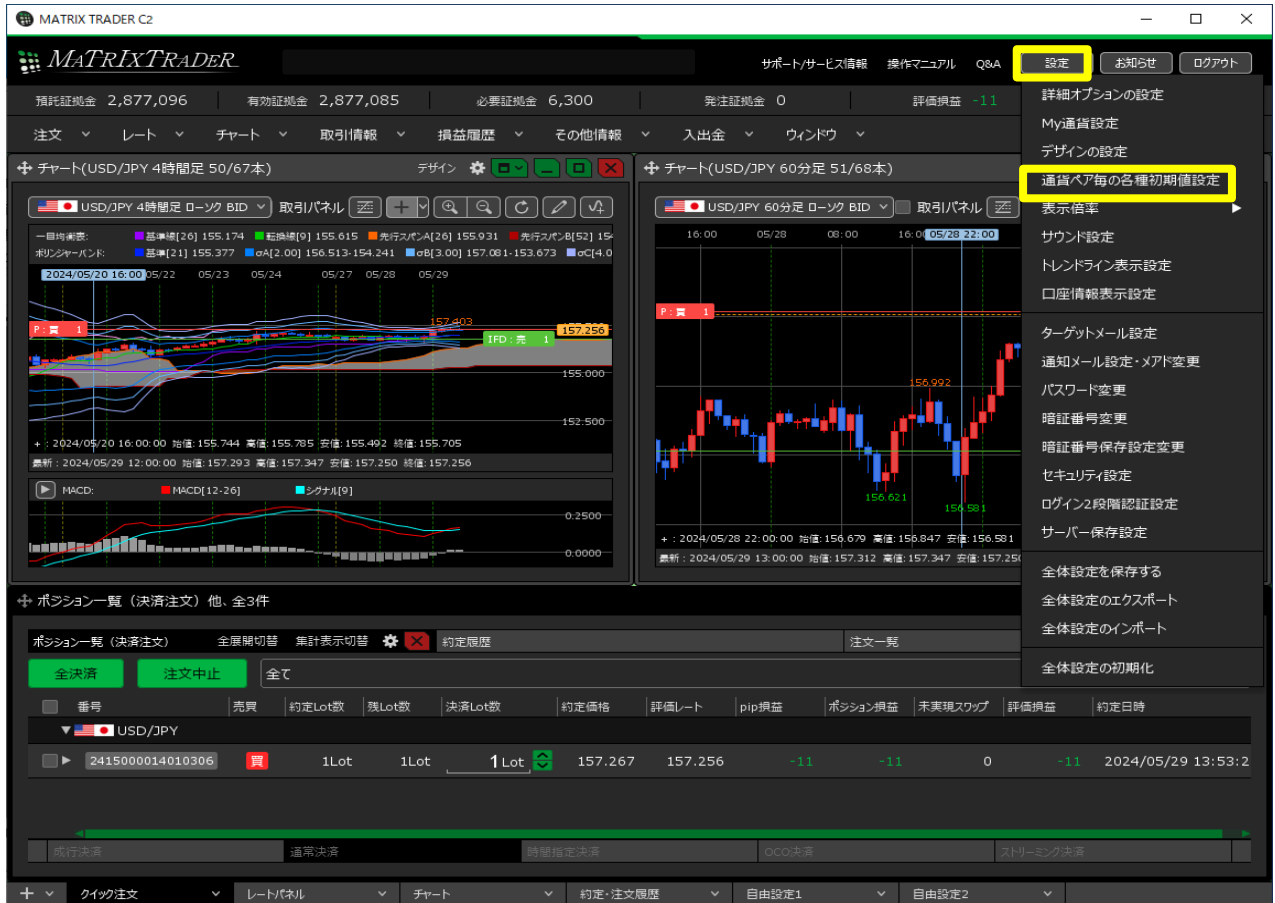 MATRIX TRADER C2
MATRIXTRADER
サポート/サービス情報 操作マニュアル Q&A 設定 お知らせ ログアウト
預託証拠金 2,877,096 有効証拠金 2,877,085 必要証拠金 6,300 発注証拠金 0 評価損益 -11
注文 レート チャート 取引情報 損益履歴 その他情報 入出金 ウィンドウ
詳細オプションの設定
My通貨設定
デザインの設定
通貨ペア毎の各種初期値設定
表示倍率
サウンド設定
トレンドライン表示設定
口座情報表示設定
ターゲットメール設定
通知メール設定・メアド変更
パスワード変更
暗証番号変更
暗証番号保存設定変更
セキュリティ設定
ログイン2段階認証設定
サーバー保存設定
全体設定を保存する
全体設定のエクスポート
全体設定のインポート
全体設定の初期化
チャート(USD/JPY 4時間足 50/67本) デザイン
USD/JPY 4時間足 ローソク BID 取引パネル
一目均衡表: 基準線[26] 155.174 転換線[9] 155.615 先行スパンA[26] 155.931 先行スパンB[52] 154
ボリンジャーバンド: 基準[21] 155.377 σA[2.00] 156.513-154.241 σB[3.00] 157.081-153.673 σC[4.0
2024/05/20 16:00 05/22 05/23 05/24 05/27 05/28 05/29
157.403
P:買 1
157.256
IFD:売 1
155.000
152.500
+ : 2024/05/20 16:00:00 始値:155.744 高値:155.785 安値:155.492 終値:155.705
最新 : 2024/05/29 12:00:00 始値:157.293 高値:157.347 安値:157.250 終値:157.256
MACD: MACD[12-26] シグナル[9]
0.2500
0.0000
チャート(USD/JPY 60分足 51/68本)
USD/JPY 60分足 ローソク BID 取引パネル
16:00 05/28 08:00 16:0 05/28 22:00
P:買 1
156.992
156.621
156.581
+ : 2024/05/28 22:00:00 始値:156.679 高値:156.847 安値:156.581
最新 : 2024/05/29 13:00:00 始値:157.312 高値:157.347 安値:157.250
ポジション一覧（決済注文）他、全3件
ポジション一覧（決済注文） 全展開切替 集計表示切替 約定履歴 注文一覧
全決済 注文中止 全て
番号 売買 約定Lot数 残Lot数 決済Lot数 約定価格 評価レート pip損益 ポジション損益 未実現スワップ 評価損益 約定日時
USD/JPY
2415000014010306 買 1Lot 1Lot 1 Lot 157.267 157.256 -11 -11 0 -11 2024/05/29 13:53:2
成行決済 通常決済 時間指定決済 OCO決済 ストリーミング決済
+ クイック注文 レートパネル チャート 約定・注文履歴 自由設定1 自由設定2